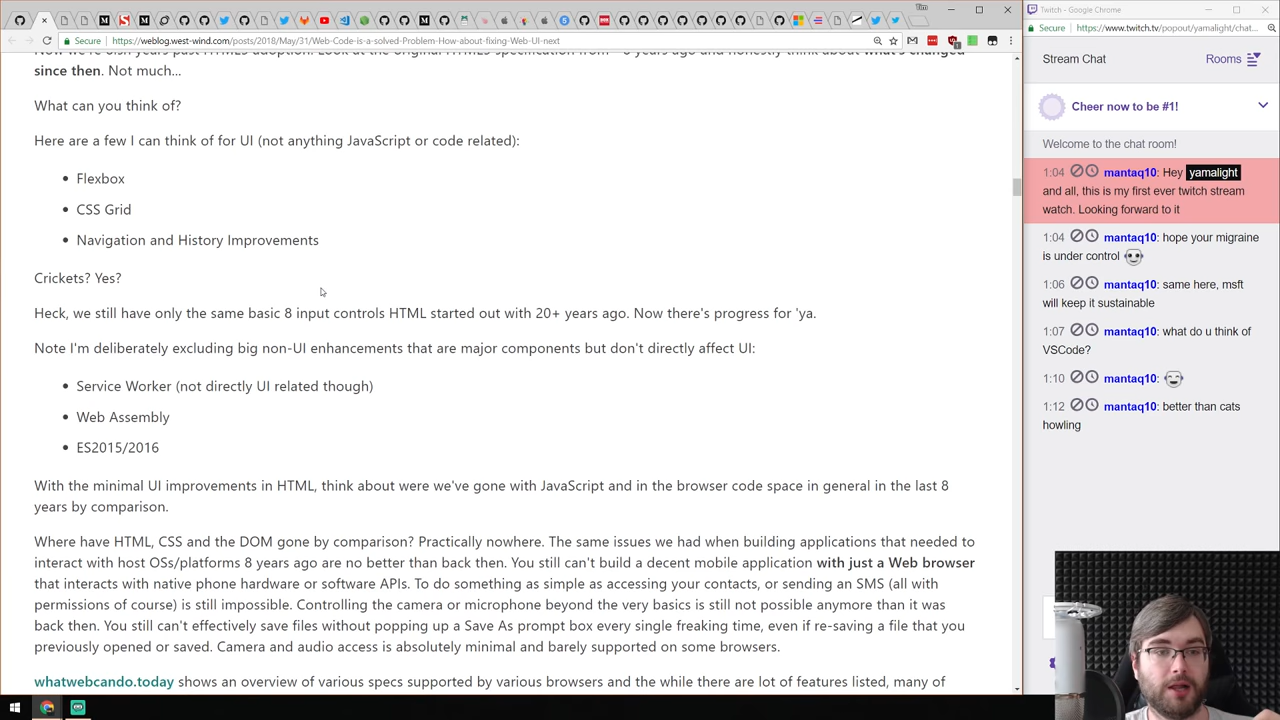 Tim
Secure
https://weblog.west-wind.com/posts/2018/May/31/Web-Code-is-a-solved-Problem-How-about-fixing-Web-UI-next
since then. Not much...
What can you think of?
Here are a few I can think of for UI (not anything JavaScript or code related):
Flexbox
CSS Grid
Navigation and History Improvements
Crickets? Yes?
Heck, we still have only the same basic 8 input controls HTML started out with 20+ years ago. Now there's progress for 'ya.
Note I'm deliberately excluding big non-UI enhancements that are major components but don't directly affect UI:
Service Worker (not directly UI related though)
Web Assembly
ES2015/2016
With the minimal UI improvements in HTML, think about were we've gone with JavaScript and in the browser code space in general in the last 8
years by comparison.
Where have HTML, CSS and the DOM gone by comparison? Practically nowhere. The same issues we had when building applications that needed to
interact with host OSs/platforms 8 years ago are no better than back then. You still can't build a decent mobile application with just a Web browser
that interacts with native phone hardware or software APIs. To do something as simple as accessing your contacts, or sending an SMS (all with
permissions of course) is still impossible. Controlling the camera or microphone beyond the very basics is still not possible anymore than it was
back then. You still can't effectively save files without popping up a Save As prompt box every single freaking time, even if re-saving a file that you
previously opened or saved. Camera and audio access is absolutely minimal and barely supported on some browsers.
whatwebcando.today shows an overview of various specs supported by various browsers and the while there are lot of features listed, many of
Twitch - Google Chrome
Secure
https://www.twitch.tv/popout/yamalight/chat...
Stream Chat
Rooms
Cheer now to be #1!
Welcome to the chat room!
1:04 mantaq10: Hey yamalight
and all, this is my first ever twitch stream
watch. Looking forward to it
1:04 mantaq10: hope your migraine
is under control
1:06 mantaq10: same here, msft
will keep it sustainable
1:07 mantaq10: what do u think of
VSCode?
1:10 mantaq10:
1:12 mantaq10: better than cats
howling